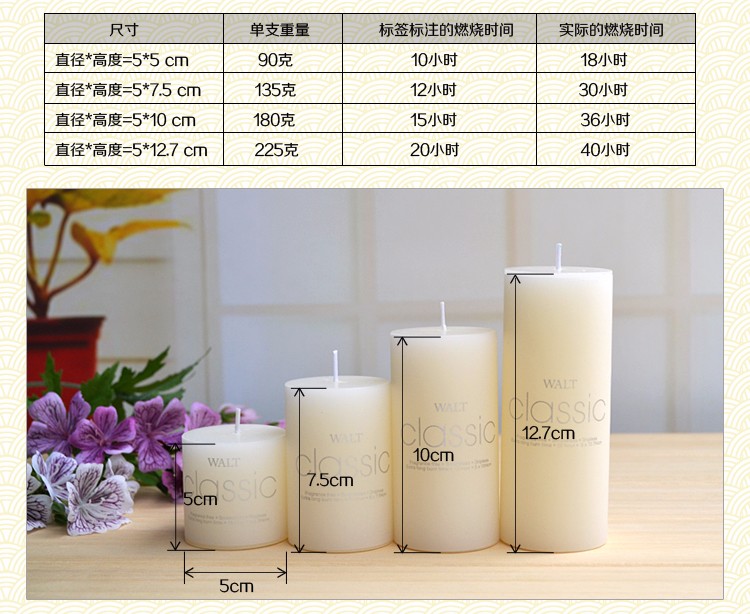 尺寸 单支重量 标签标注的燃烧时间 实际的燃烧时间
直径*高度=5*5 cm 90克 10小时 18小时
直径*高度=5*7.5 cm 135克 12小时 30小时
直径*高度=5*10 cm 180克 15小时 36小时
直径*高度=5*12.7 cm 225克 20小时 40小时
WALT
classic
5cm
5cm
WALT
classic
7.5cm
WALT
classic
10cm
WALT
classic
12.7cm